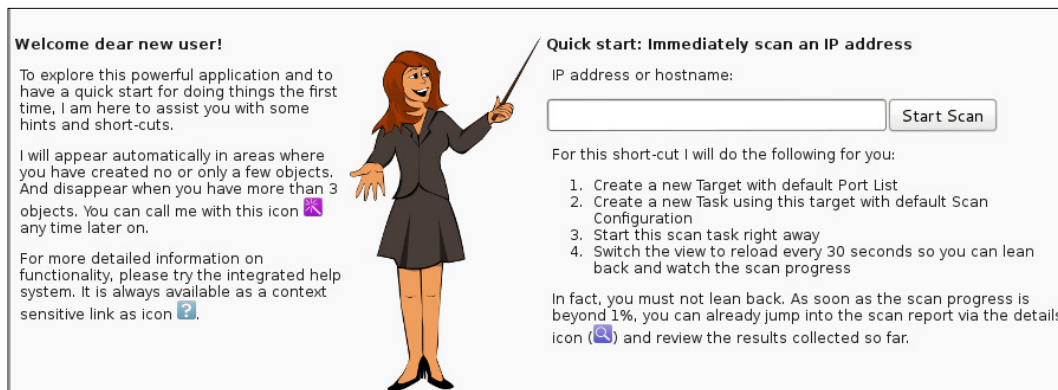 Welcome dear new user!
To explore this powerful application and to
have a quick start for doing things the first
time, I am here to assist you with some
hints and short-cuts.
I will appear automatically in areas where
you have created no or only a few objects.
And disappear when you have more than 3
objects. You can call me with this icon
any time later on.
For more detailed information on
functionality, please try the integrated help
system. It is always available as a context
sensitive link as icon ?.
Quick start: Immediately scan an IP address
IP address or hostname:
Start Scan
For this short-cut I will do the following for you:
1. Create a new Target with default Port List
2. Create a new Task using this target with default Scan
Configuration
3. Start this scan task right away
4. Switch the view to reload every 30 seconds so you can lean
back and watch the scan progress
In fact, you must not lean back. As soon as the scan progress is
beyond 1%, you can already jump into the scan report via the details
icon ( ) and review the results collected so far.